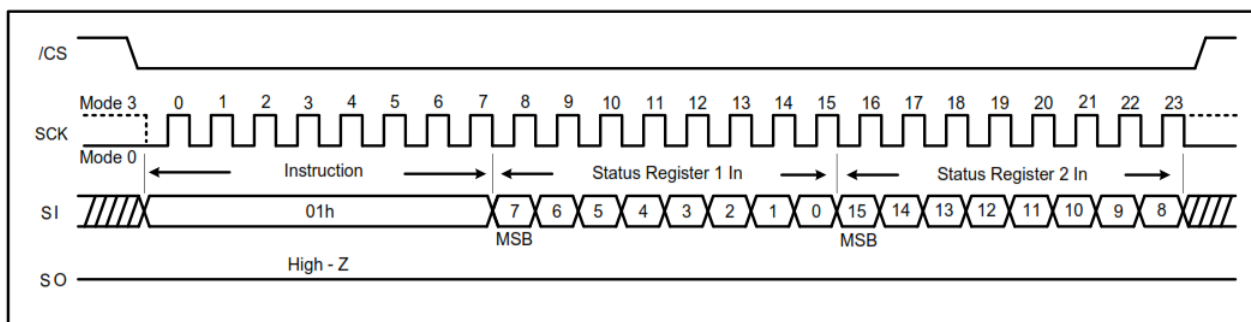 /CS
Mode 3 0 1 2 3 4 5 6 7 8 9 10 11 12 13 14 15 16 17 18 19 20 21 22 23
SCK
Mode 0
Instruction Status Register 1 In Status Register 2 In
SI 01h 7 6 5 4 3 2 1 0 15 14 13 12 11 10 9 8
MSB MSB
High - Z
SO